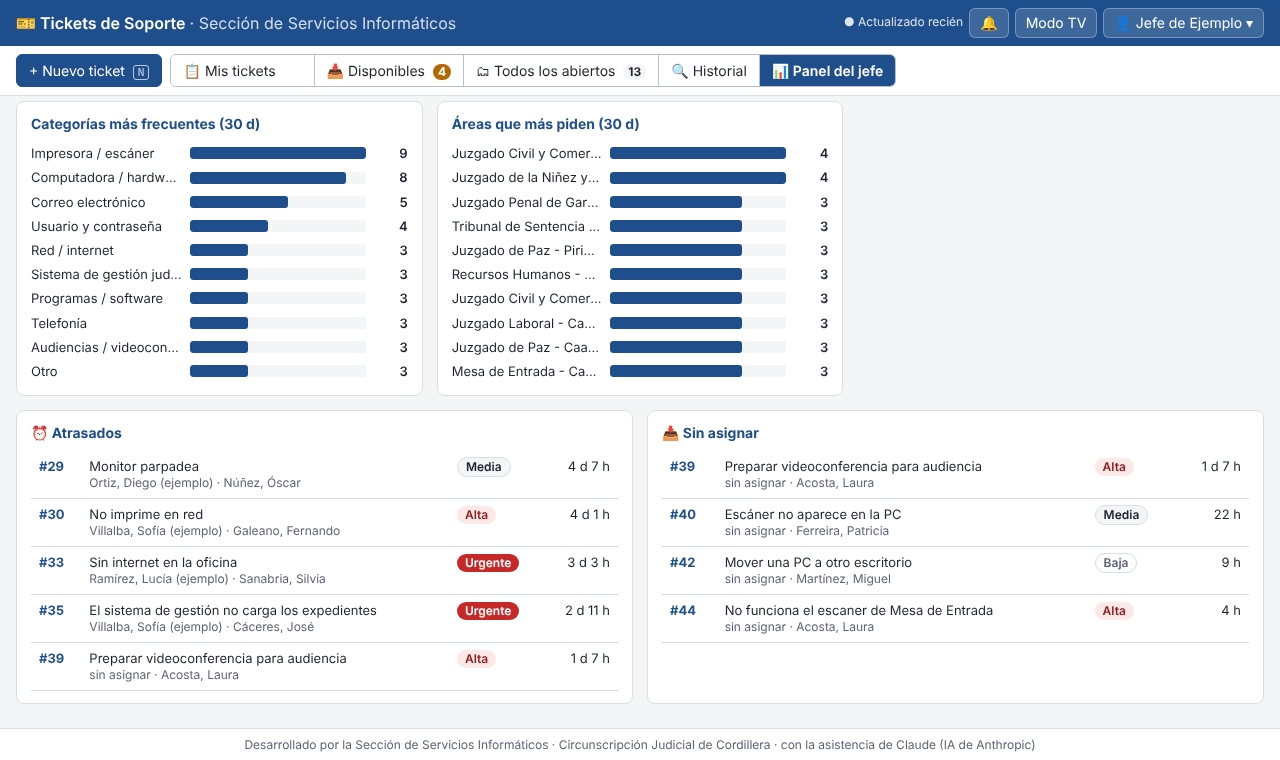 🎫 Tickets de Soporte · Sección de Servicios Informáticos
Actualizado recién
🔔
Modo TV
👤 Jefe de Ejemplo ▾
+ Nuevo ticket N
📋 Mis tickets
📥 Disponibles 4
🗂 Todos los abiertos 13
🔍 Historial
📊 Panel del jefe
Categorías más frecuentes (30 d)
Impresora / escáner 9
Computadora / hardw... 8
Correo electrónico 5
Usuario y contraseña 4
Red / internet 3
Sistema de gestión jud... 3
Programas / software 3
Telefonía 3
Audiencias / videocon... 3
Otro 3
Áreas que más piden (30 d)
Juzgado Civil y Comer... 4
Juzgado de la Niñez y... 4
Juzgado Penal de Gar... 3
Tribunal de Sentencia ... 3
Juzgado de Paz - Piri... 3
Recursos Humanos - ... 3
Juzgado Civil y Comer... 3
Juzgado Laboral - Ca... 3
Juzgado de Paz - Caa... 3
Mesa de Entrada - Ca... 3
⏰ Atrasados
#29 Monitor parpadea Media 4 d 7 h
Ortiz, Diego (ejemplo) · Núñez, Óscar
#30 No imprime en red Alta 4 d 1 h
Villalba, Sofía (ejemplo) · Galeano, Fernando
#33 Sin internet en la oficina Urgente 3 d 3 h
Ramírez, Lucía (ejemplo) · Sanabria, Silvia
#35 El sistema de gestión no carga los expedientes Urgente 2 d 11 h
Villalba, Sofía (ejemplo) · Cáceres, José
#39 Preparar videoconferencia para audiencia Alta 1 d 7 h
sin asignar · Acosta, Laura
📥 Sin asignar
#39 Preparar videoconferencia para audiencia Alta 1 d 7 h
sin asignar · Acosta, Laura
#40 Escáner no aparece en la PC Media 22 h
sin asignar · Ferreira, Patricia
#42 Mover una PC a otro escritorio Baja 9 h
sin asignar · Martínez, Miguel
#44 No funciona el escaner de Mesa de Entrada Alta 4 h
sin asignar · Acosta, Laura
Desarrollado por la Sección de Servicios Informáticos · Circunscripción Judicial de Cordillera · con la asistencia de Claude (IA de Anthropic)